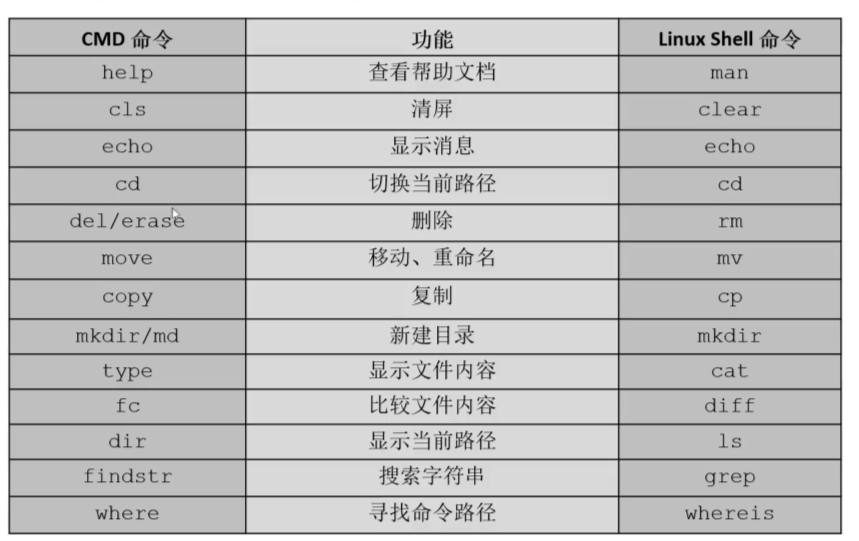 CMD 命令 功能 Linux Shell 命令
help 查看帮助文档 man
cls 清屏 clear
echo 显示消息 echo
cd 切换当前路径 cd
del/erase 删除 rm
move 移动、重命名 mv
copy 复制 cp
mkdir/md 新建目录 mkdir
type 显示文件内容 cat
fc 比较文件内容 diff
dir 显示当前路径 ls
findstr 搜索字符串 grep
where 寻找命令路径 whereis